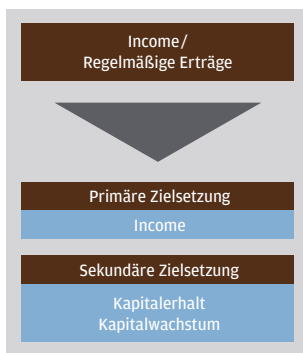 Income/
Regelmäßige Erträge
Primäre Zielsetzung
Income
Sekundäre Zielsetzung
Kapitalerhalt
Kapitalwachstum